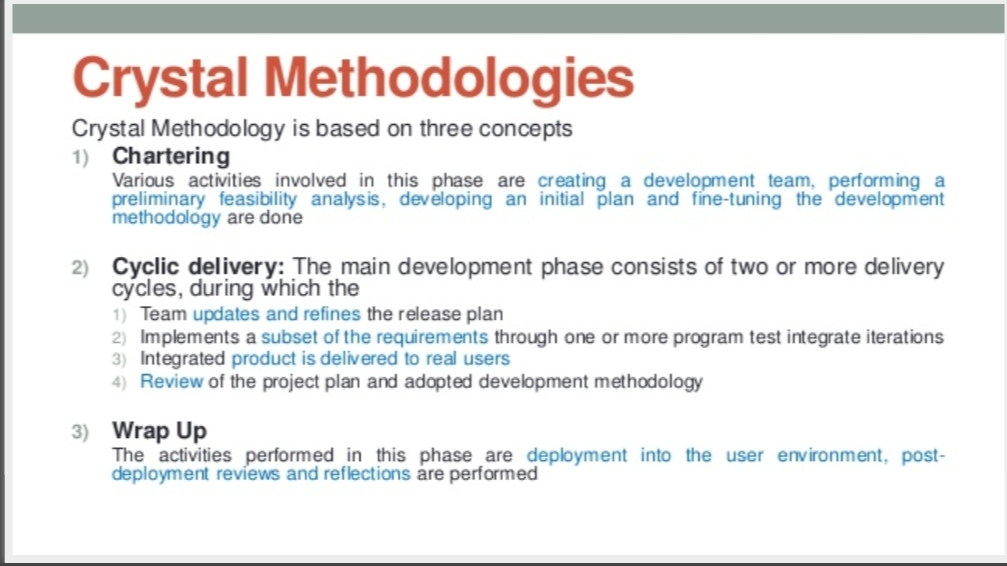 Crystal Methodologies
Crystal Methodology is based on three concepts
1) Chartering
Various activities involved in this phase are creating a development team, performing a
preliminary feasibility analysis, developing an initial plan and fine-tuning the development
methodology are done
2) Cyclic delivery: The main development phase consists of two or more delivery
cycles, during which the
1) Team updates and refines the release plan
2) Implements a subset of the requirements through one or more program test integrate iterations
3) Integrated product is delivered to real users
4) Review of the project plan and adopted development methodology
3) Wrap Up
The activities performed in this phase are deployment into the user environment, post-
deployment reviews and reflections are performed